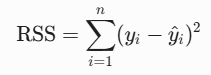 RSS = \sum_{i=1}^{n} (y_i - \hat{y}_i)^2